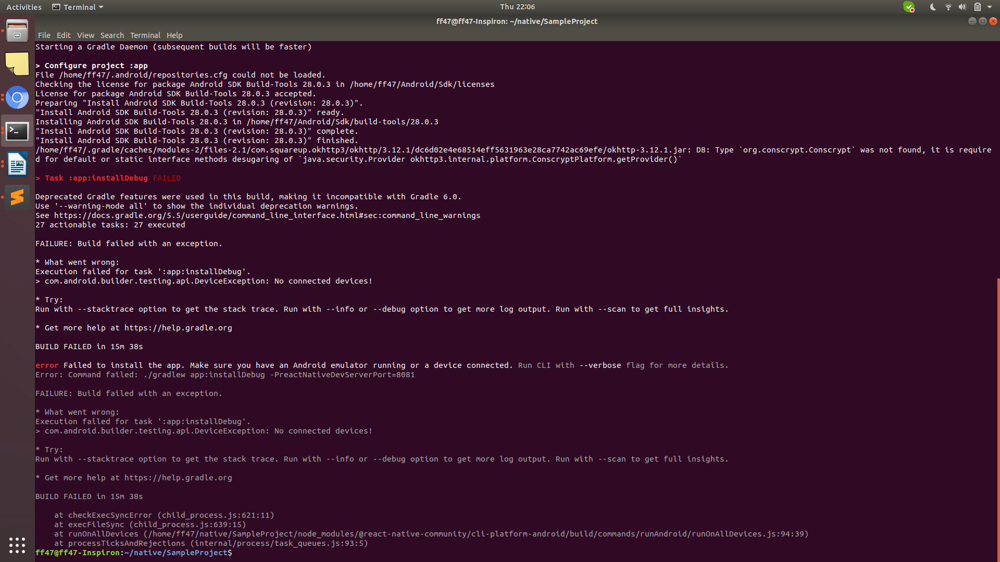 Activities Terminal Thu 22:06
ff47@ff47-Inspiron: ~/native/SampleProject
File Edit View Search Terminal Help
Starting a Gradle Daemon (subsequent builds will be faster)
> Configure project :app
File /home/ff47/.android/repositories.cfg could not be loaded.
Checking the license for package Android SDK Build-Tools 28.0.3 in /home/ff47/Android/Sdk/licenses
License for package Android SDK Build-Tools 28.0.3 accepted.
Preparing "Install Android SDK Build-Tools 28.0.3 (revision: 28.0.3)".
"Install Android SDK Build-Tools 28.0.3 (revision: 28.0.3)" ready.
Installing Android SDK Build-Tools 28.0.3 in /home/ff47/Android/Sdk/build-tools/28.0.3
"Install Android SDK Build-Tools 28.0.3 (revision: 28.0.3)" complete.
"Install Android SDK Build-Tools 28.0.3 (revision: 28.0.3)" finished.
/home/ff47/.gradle/caches/modules-2/files-2.1/com.squareup.okhttp3/okhttp/3.12.1/dc6d02e4e68514eff5631963e28ca7742ac69efe/okhttp-3.12.1.jar: D8: Type `org.conscrypt.Conscrypt` was not found, it is require
d for default or static interface methods desugaring of `java.security.Provider okhttp3.internal.platform.ConscryptPlatform.getProvider()`
> Task :app:installDebug FAILED
Deprecated Gradle features were used in this build, making it incompatible with Gradle 6.0.
Use '--warning-mode all' to show the individual deprecation warnings.
See https://docs.gradle.org/5.5/userguide/command_line_interface.html#sec:command_line_warnings
27 actionable tasks: 27 executed
FAILURE: Build failed with an exception.
* What went wrong:
Execution failed for task ':app:installDebug'.
> com.android.builder.testing.api.DeviceException: No connected devices!
* Try:
Run with --stacktrace option to get the stack trace. Run with --info or --debug option to get more log output. Run with --scan to get full insights.
* Get more help at https://help.gradle.org
BUILD FAILED in 15m 38s
error Failed to install the app. Make sure you have an Android emulator running or a device connected. Run CLI with --verbose flag for more details.
Error: Command failed: ./gradlew app:installDebug -PreactNativeDevServerPort=8081
FAILURE: Build failed with an exception.
* What went wrong:
Execution failed for task ':app:installDebug'.
> com.android.builder.testing.api.DeviceException: No connected devices!
* Try:
Run with --stacktrace option to get the stack trace. Run with --info or --debug option to get more log output. Run with --scan to get full insights.
* Get more help at https://help.gradle.org
BUILD FAILED in 15m 38s
at checkExecSyncError (child_process.js:621:11)
at execFileSync (child_process.js:639:15)
at runOnAllDevices (/home/ff47/native/SampleProject/node_modules/@react-native-community/cli-platform-android/build/commands/runAndroid/runOnAllDevices.js:94:39)
at processTicksAndRejections (internal/process/task_queues.js:93:5)
ff47@ff47-Inspiron:~/native/SampleProject$